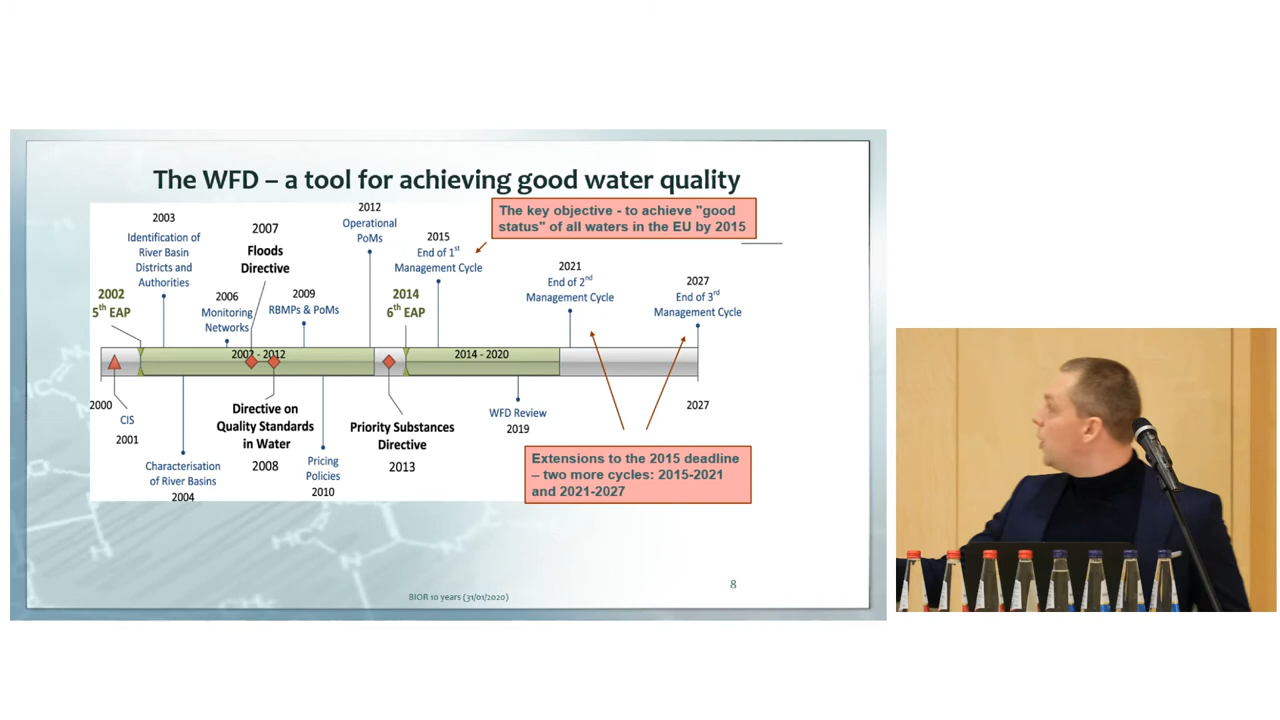 The WFD – a tool for achieving good water quality
The key objective - to achieve "good
status" of all waters in the EU by 2015
2003
Identification of
River Basin
Districts and
Authorities
2007
Floods
Directive
2012
Operational
PoMs
2015
End of 1st
Management Cycle
2021
End of 2nd
Management Cycle
2027
End of 3rd
Management Cycle
2002
5th EAP
2006
Monitoring
Networks
2009
RBMPs & PoMs
2014
6th EAP
2002 - 2012
2014 - 2020
2000
CIS
2001
Characterisation
of River Basins
2004
Directive on
Quality Standards
in Water
2008
Pricing
Policies
2010
Priority Substances
Directive
2013
WFD Review
2019
2027
Extensions to the 2015 deadline
– two more cycles: 2015-2021
and 2021-2027
8
BIOR 10 years (31/01/2020)